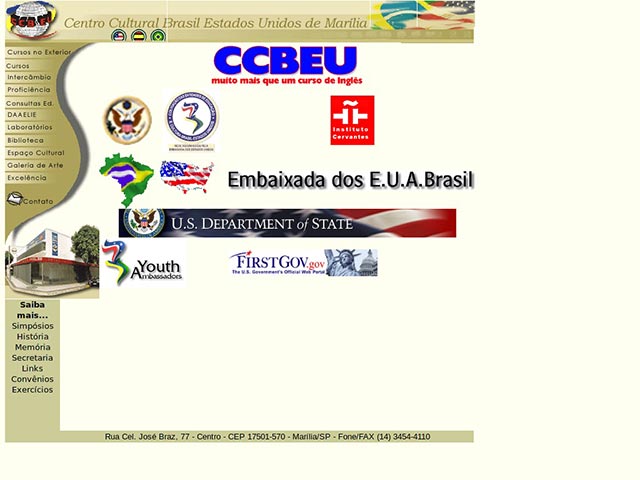 Centro Cultural Brasil Estados Unidos de Marília
Cursos no Exterior
Cursos
Intercâmbio
Proficiência
Consultas Ed.
DAAELIE
Laboratórios
Biblioteca
Espaço Cultural
Galeria de Arte
Excelência
Contato
CCBEU
muito mais que um curso de Inglês
Instituto
Cervantes
Embaixada dos E.U.A.Brasil
U.S. DEPARTMENT of STATE
Youth
Ambassadors
FIRSTGOV.gov
The U.S. Government's Official Web Portal
Saiba
mais...
Simpósios
História
Memória
Secretaria
Links
Convênios
Exercícios
Rua Cel. José Braz, 77 - Centro - CEP 17501-570 - Marília/SP - Fone/FAX (14) 3454-4110